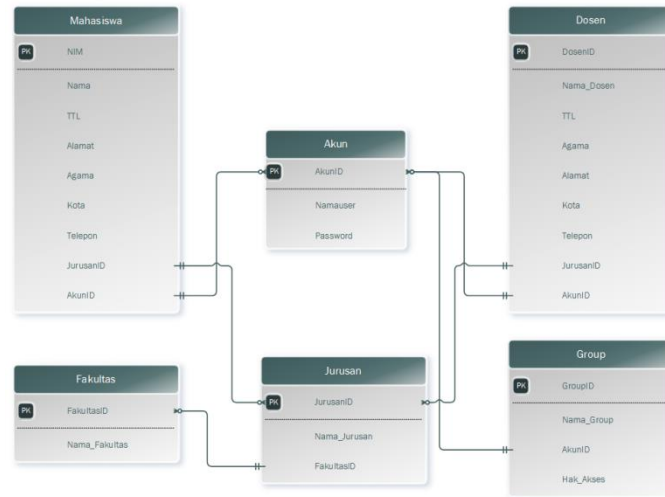 Mahasiswa
PK NIM
Nama
TTL
Alamat
Agama
Kota
Telepon
JurusanID
AkunID
Akun
PK AkunID
Namauser
Password
Dosen
PK DosenID
Nama_Dosen
TTL
Agama
Alamat
Kota
Telepon
JurusanID
AkunID
Fakultas
PK FakultasID
Nama_Fakultas
Jurusan
PK JurusanID
Nama_Jurusan
FakultasID
Group
PK GroupID
Nama_Group
AkunID
Hak_Akses